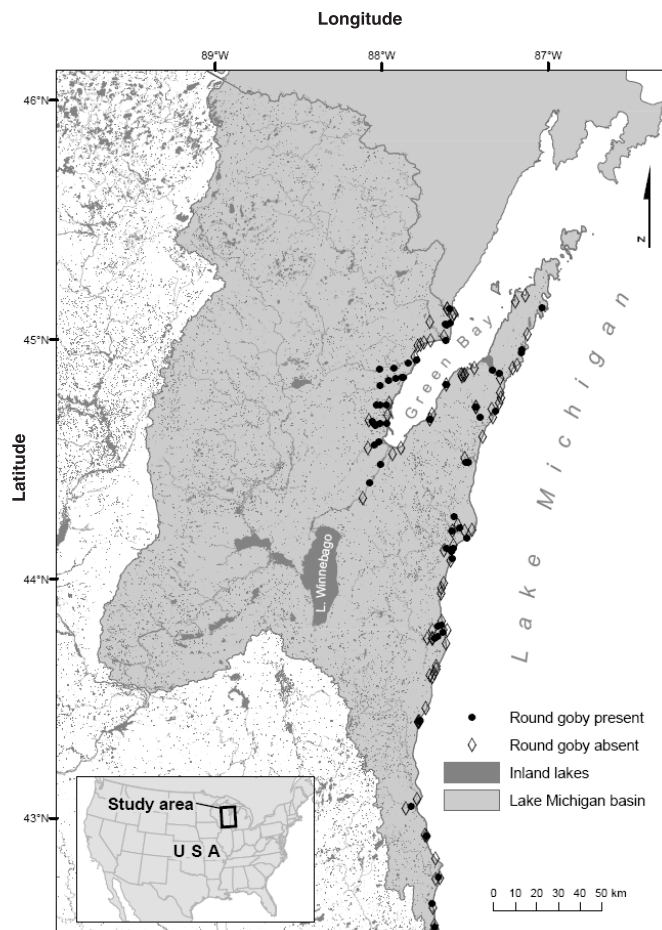 Longitude
89°W
88°W
87°W
46°N
45°N
44°N
43°N
Latitude
N
Green Bay
Lake Michigan
L. Winnebago
Round goby present
Round goby absent
Inland lakes
Lake Michigan basin
Study area
U S A
0 10 20 30 40 50 km